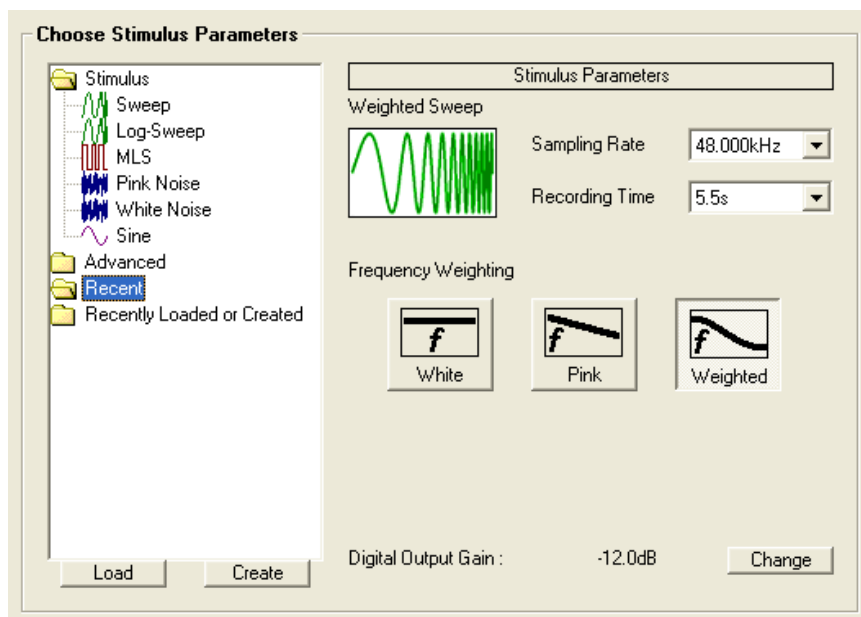 Choose Stimulus Parameters
Stimulus
Sweep
Log-Sweep
MLS
Pink Noise
White Noise
Sine
Advanced
Recent
Recently Loaded or Created
Load
Create
Stimulus Parameters
Weighted Sweep
Sampling Rate
48.000kHz
Recording Time
5.5s
Frequency Weighting
f
White
f
Pink
f
Weighted
Digital Output Gain :
-12.0dB
Change